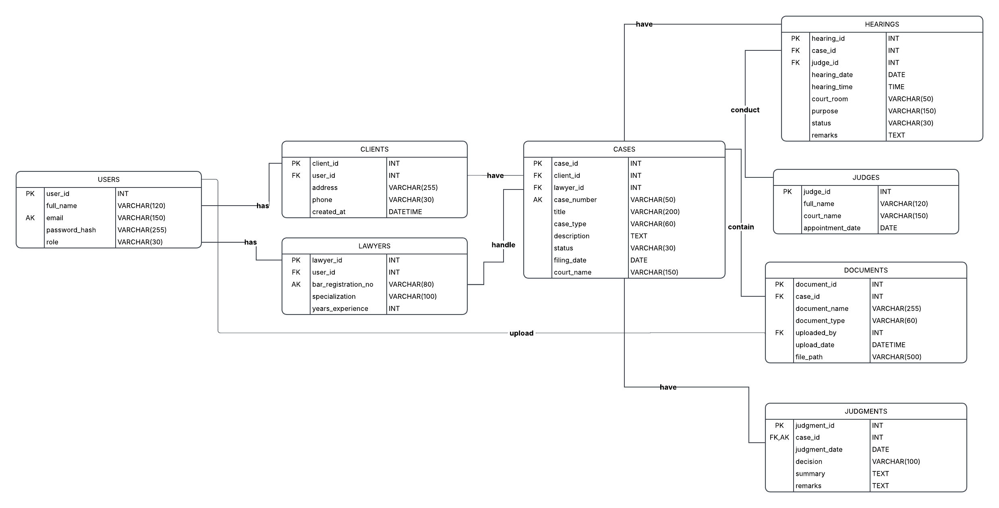 USERS
PK user_id INT
full_name VARCHAR(120)
AK email VARCHAR(150)
password_hash VARCHAR(255)
role VARCHAR(30)
has
has
CLIENTS
PK client_id INT
FK user_id INT
address VARCHAR(255)
phone VARCHAR(30)
created_at DATETIME
LAWYERS
PK lawyer_id INT
FK user_id INT
AK bar_registration_no VARCHAR(80)
specialization VARCHAR(100)
years_experience INT
have
handle
upload
CASES
PK case_id INT
FK client_id INT
FK lawyer_id INT
AK case_number VARCHAR(50)
title VARCHAR(200)
case_type VARCHAR(60)
description TEXT
status VARCHAR(30)
filing_date DATE
court_name VARCHAR(150)
have
conduct
contain
have
HEARINGS
PK hearing_id INT
FK case_id INT
FK judge_id INT
hearing_date DATE
hearing_time TIME
court_room VARCHAR(50)
purpose VARCHAR(150)
status VARCHAR(30)
remarks TEXT
JUDGES
PK judge_id INT
full_name VARCHAR(120)
court_name VARCHAR(150)
appointment_date DATE
DOCUMENTS
PK document_id INT
FK case_id INT
document_name VARCHAR(255)
document_type VARCHAR(60)
FK uploaded_by INT
upload_date DATETIME
file_path VARCHAR(500)
JUDGMENTS
PK judgment_id INT
FK,AK case_id INT
judgment_date DATE
decision VARCHAR(100)
summary TEXT
remarks TEXT